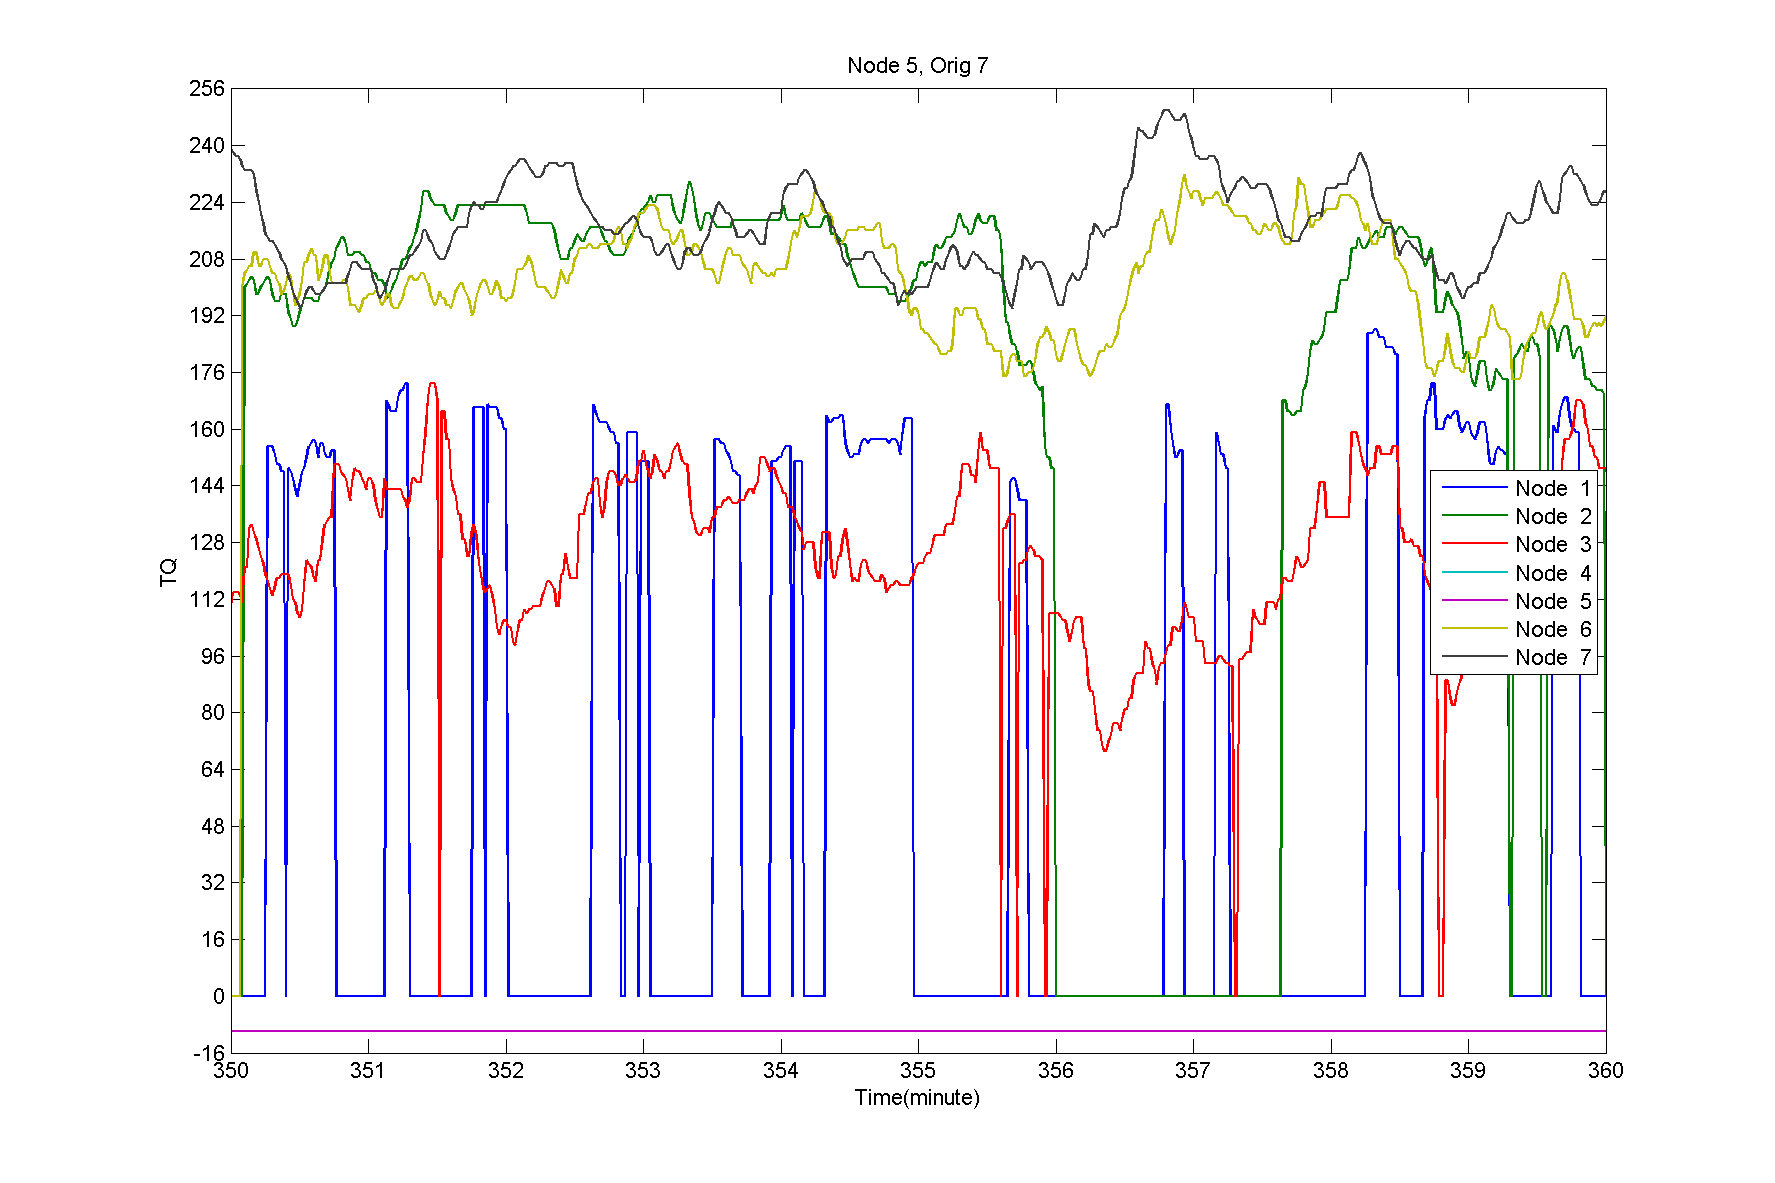 Node 5, Orig 7
256
240
224
208
192
176
160
144
128
112
96
80
64
48
32
16
0
-16
TQ
Node 1
Node 2
Node 3
Node 4
Node 5
Node 6
Node 7
350 351 352 353 354 355 356 357 358 359 360
Time(minute)